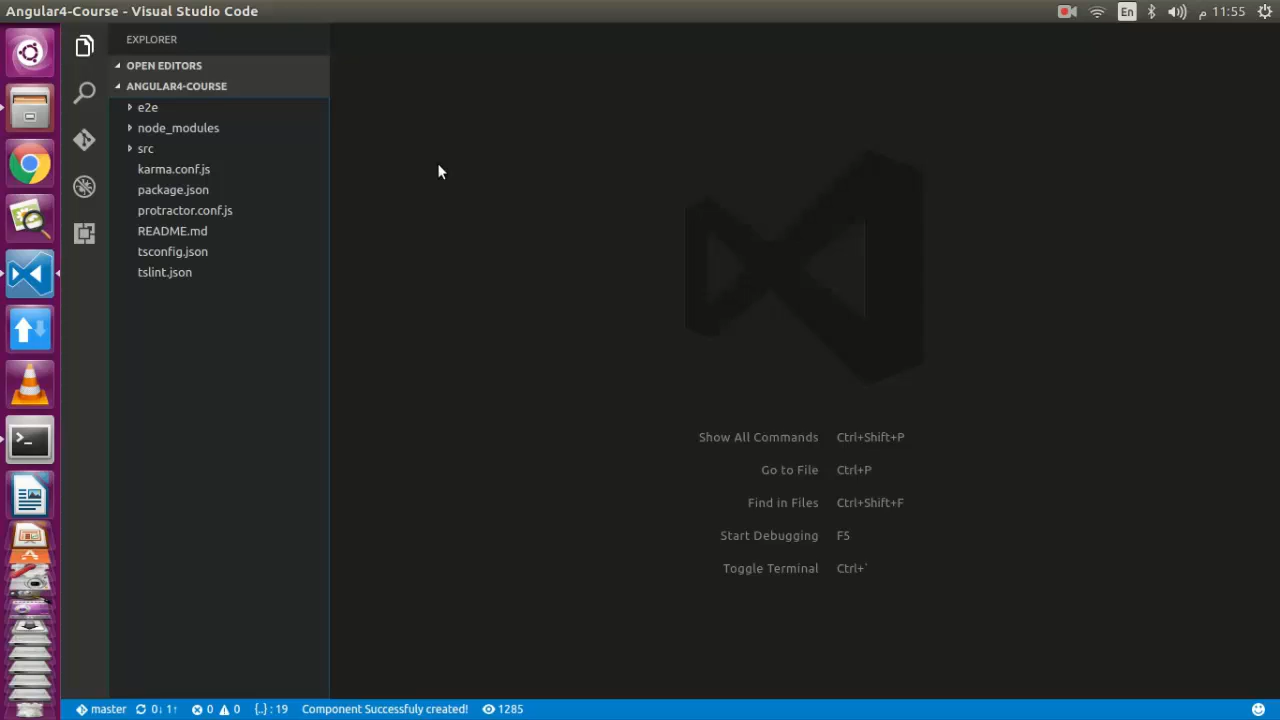 Angular4-Course - Visual Studio Code
En
م 11:55
EXPLORER
OPEN EDITORS
ANGULAR4-COURSE
e2e
node_modules
src
karma.conf.js
package.json
protractor.conf.js
README.md
tsconfig.json
tslint.json
Show All Commands Ctrl+Shift+P
Go to File Ctrl+P
Find in Files Ctrl+Shift+F
Start Debugging F5
Toggle Terminal Ctrl+`
master 0↓ 1↑ 0 0 {..} : 19 Component Successfuly created! 1285